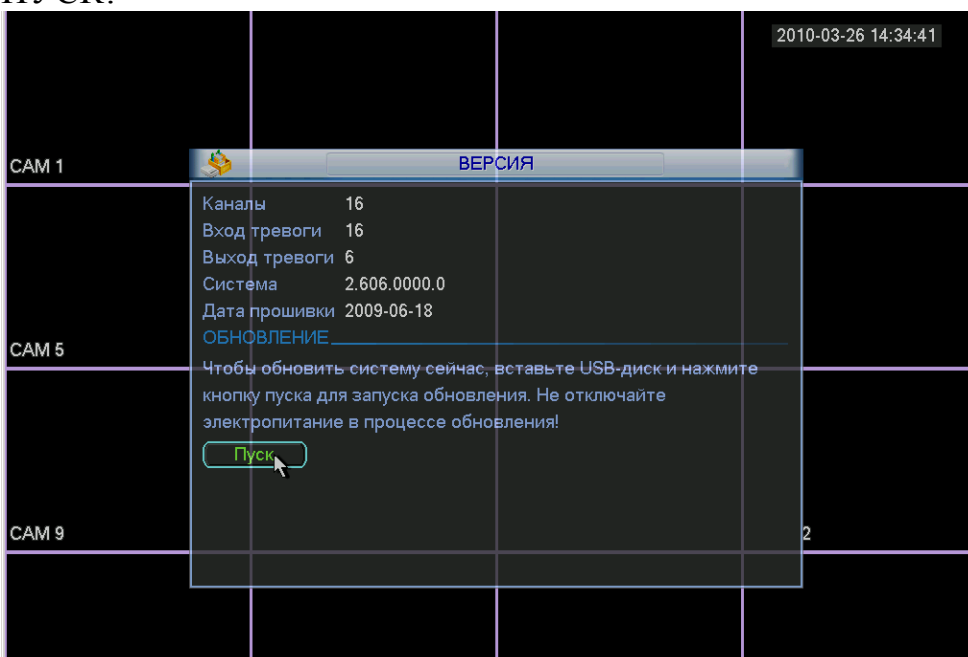 ПУСК.
2010-03-26 14:34:41
CAM 1
ВЕРСИЯ
Каналы 16
Вход тревоги 16
Выход тревоги 6
Система 2.606.0000.0
Дата прошивки 2009-06-18
ОБНОВЛЕНИЕ
CAM 5
Чтобы обновить систему сейчас, вставьте USB-диск и нажмите
кнопку пуска для запуска обновления. Не отключайте
электропитание в процессе обновления!
Пуск
CAM 9
2